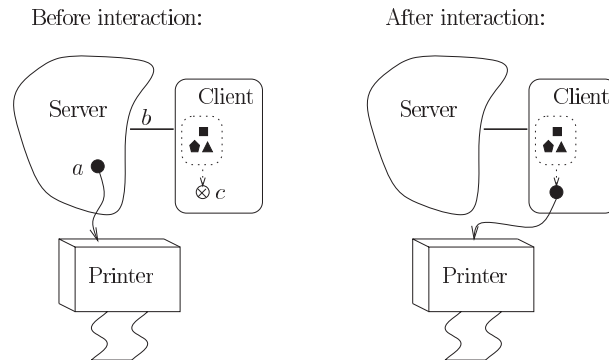 Before interaction:
After interaction:
Server
b
Client
a
c
Printer
Server
Client
Printer